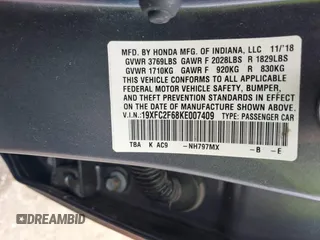 MFD. BY HONDA MFG. OF INDIANA, LLC 11/'18
GVWR 3769LBS GAWR F 2028LBS R 1829LBS
GVWR 1710KG GAWR F 920KG R 830KG
THIS VEHICLE CONFORMS TO ALL APPLICABLE
FEDERAL MOTOR VEHICLE SAFETY, BUMPER,
AND THEFT PREVENTION STANDARDS IN EFFECT
ON THE DATE OF MANUFACTURE SHOWN ABOVE.
V.I.N: 19XFC2F68KE007409 TYPE: PASSENGER CAR
TBA K AC9 -NH797MX -B -E
DREAMBID